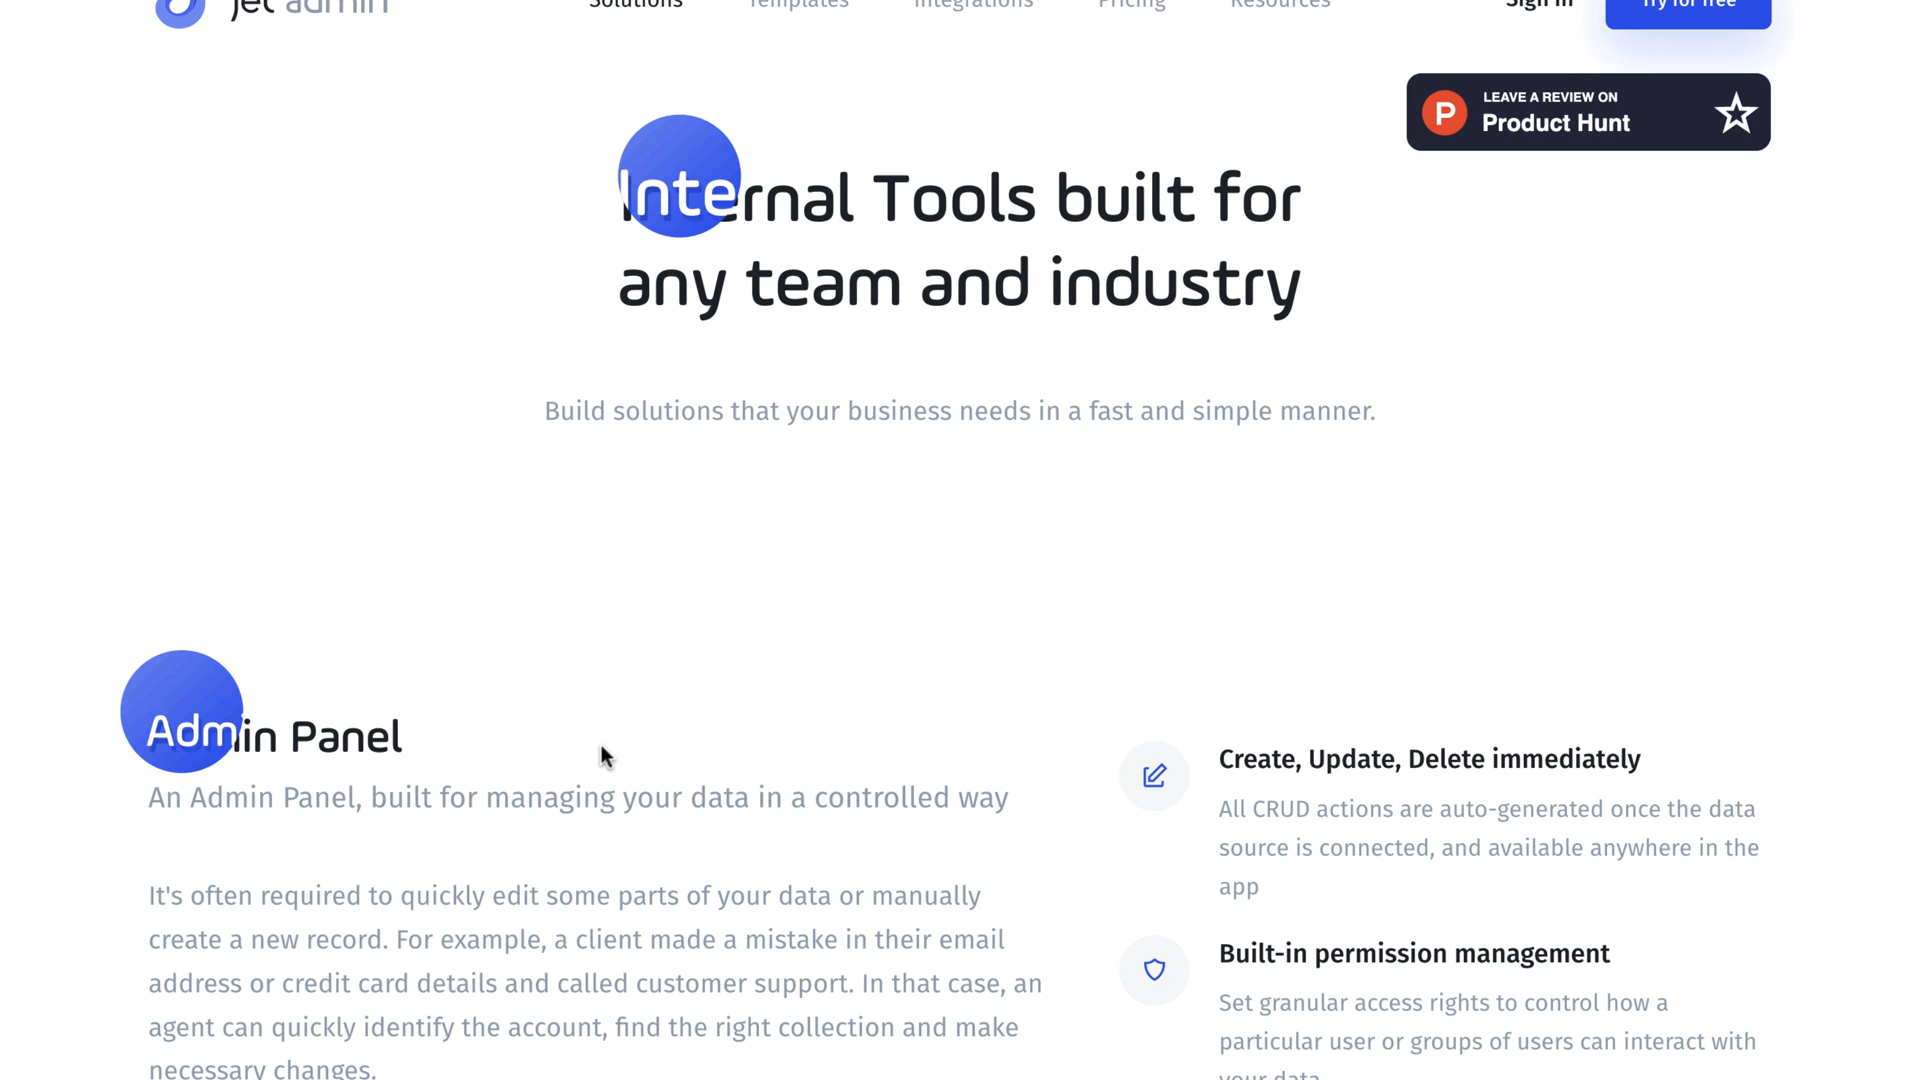 jet admin
Solutions Templates Integrations Pricing Resources Sign in Try for free
LEAVE A REVIEW ON
Product Hunt
Internal Tools built for
any team and industry
Build solutions that your business needs in a fast and simple manner.
Admin Panel
An Admin Panel, built for managing your data in a controlled way
It's often required to quickly edit some parts of your data or manually
create a new record. For example, a client made a mistake in their email
address or credit card details and called customer support. In that case, an
agent can quickly identify the account, find the right collection and make
necessary changes.
Create, Update, Delete immediately
All CRUD actions are auto-generated once the data
source is connected, and available anywhere in the
app
Built-in permission management
Set granular access rights to control how a
particular user or groups of users can interact with
your data